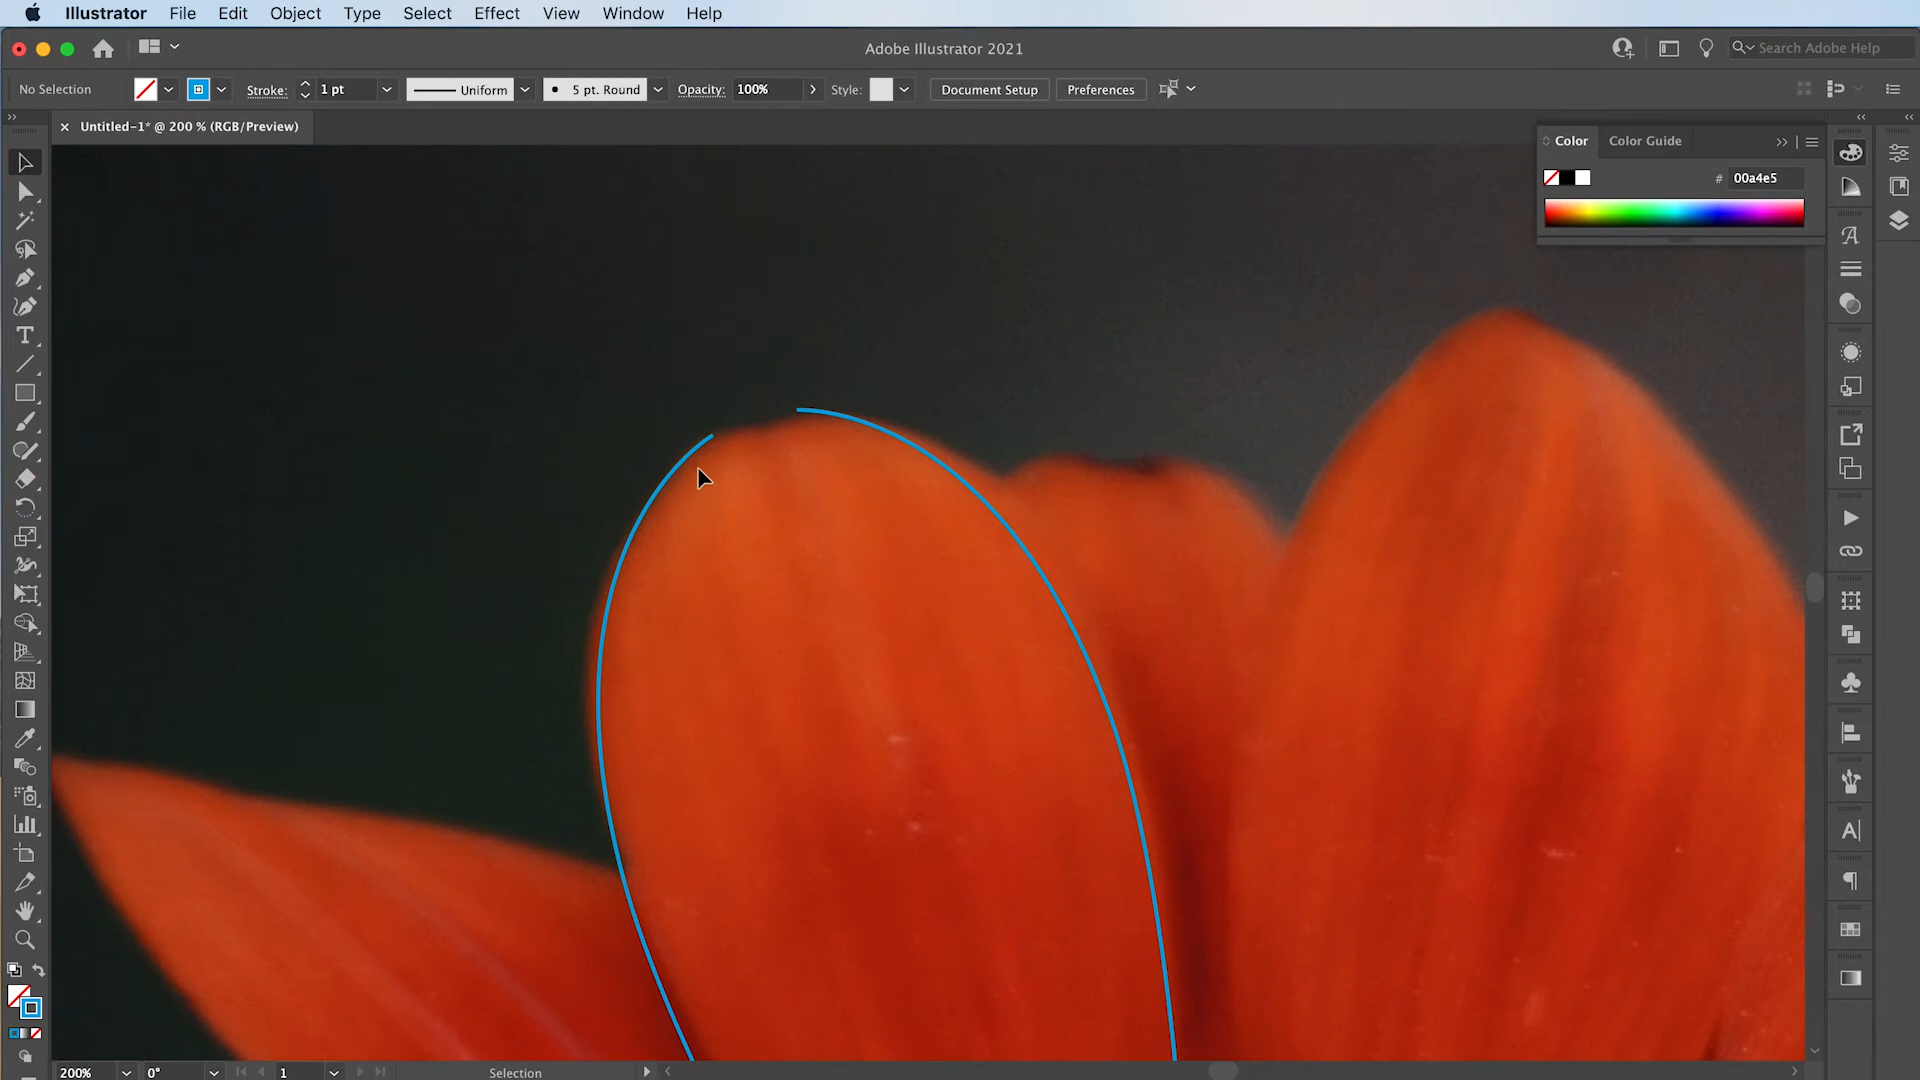 Illustrator File Edit Object Type Select Effect View Window Help
Adobe Illustrator 2021
Search Adobe Help
No Selection Stroke: 1 pt Uniform 5 pt. Round Opacity: 100% Style: Document Setup Preferences
Untitled-1* @ 200 % (RGB/Preview)
Color Color Guide
# 00a4e5
200% 0° 1 Selection